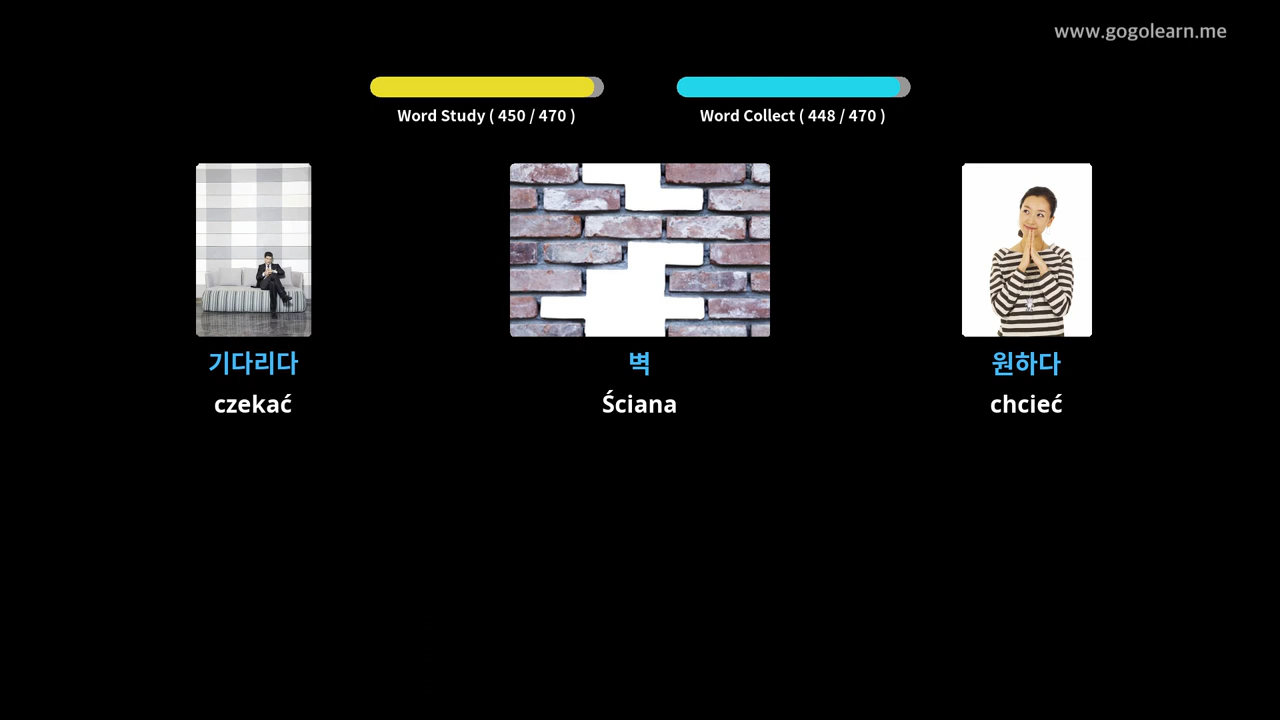 www.gogolearn.me
Word Study ( 450 / 470 )
Word Collect ( 448 / 470 )
기다리다
벽
원하다
czekać
Ściana
chcieć